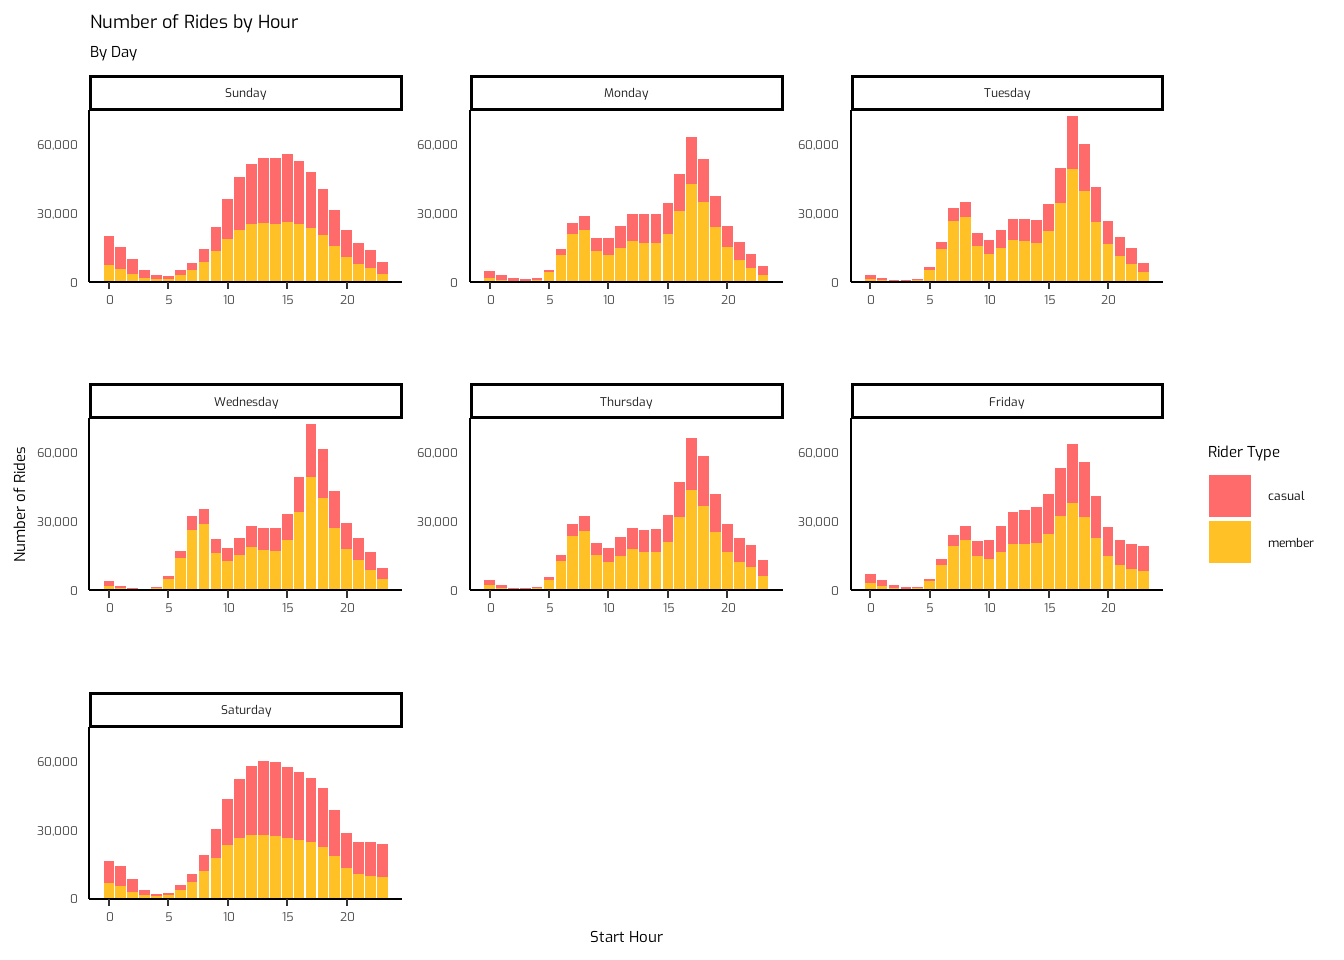 Number of Rides by Hour
By Day
Sunday
Monday
Tuesday
60,000
30,000
0
0 5 10 15 20
60,000
30,000
0
0 5 10 15 20
60,000
30,000
0
0 5 10 15 20
Wednesday
Thursday
Friday
60,000
30,000
0
0 5 10 15 20
60,000
30,000
0
0 5 10 15 20
60,000
30,000
0
0 5 10 15 20
Saturday
60,000
30,000
0
0 5 10 15 20
Number of Rides
Start Hour
Rider Type
casual
member